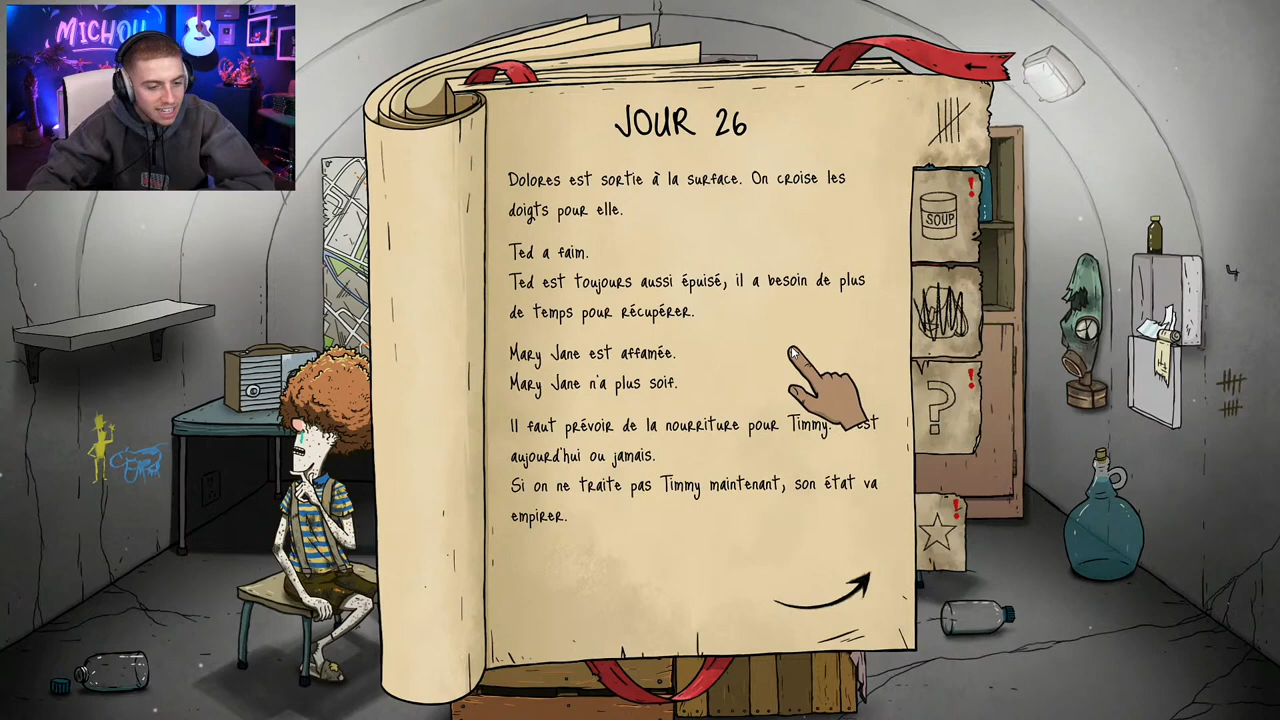 MICHOU
JOUR 26
Dolores est sortie à la surface. On croise les
doigts pour elle.
Ted a faim.
Ted est toujours aussi épuisé, il a besoin de plus
de temps pour récupérer.
Mary Jane est affamée.
Mary Jane n'a plus soif.
Il faut prévoir de la nourriture pour Timmy. est
aujourd'hui ou jamais.
Si on ne traite pas Timmy maintenant, son état va
empirer.
!
SOUP
!
?
!